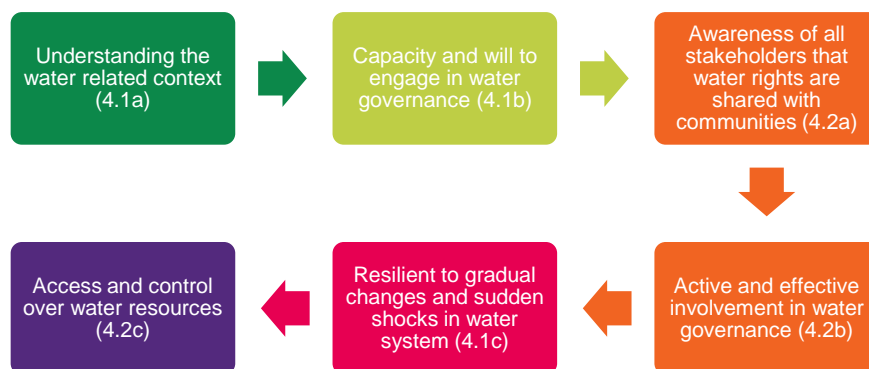 Understanding the
water related context
(4.1a)
Capacity and will to
engage in water
governance (4.1b)
Awareness of all
stakeholders that
water rights are
shared with
communities (4.2a)
Active and effective
involvement in water
governance (4.2b)
Resilient to gradual
changes and sudden
shocks in water
system (4.1c)
Access and control
over water resources
(4.2c)